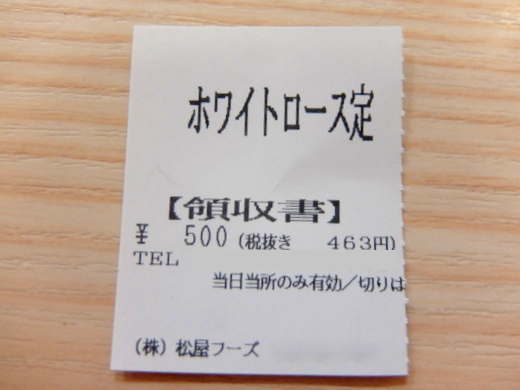 ホワイトロース定
【領収書】
¥ 500 (税抜き 463円)
TEL
当日当所のみ有効/切りは
(株) 松屋フーズ